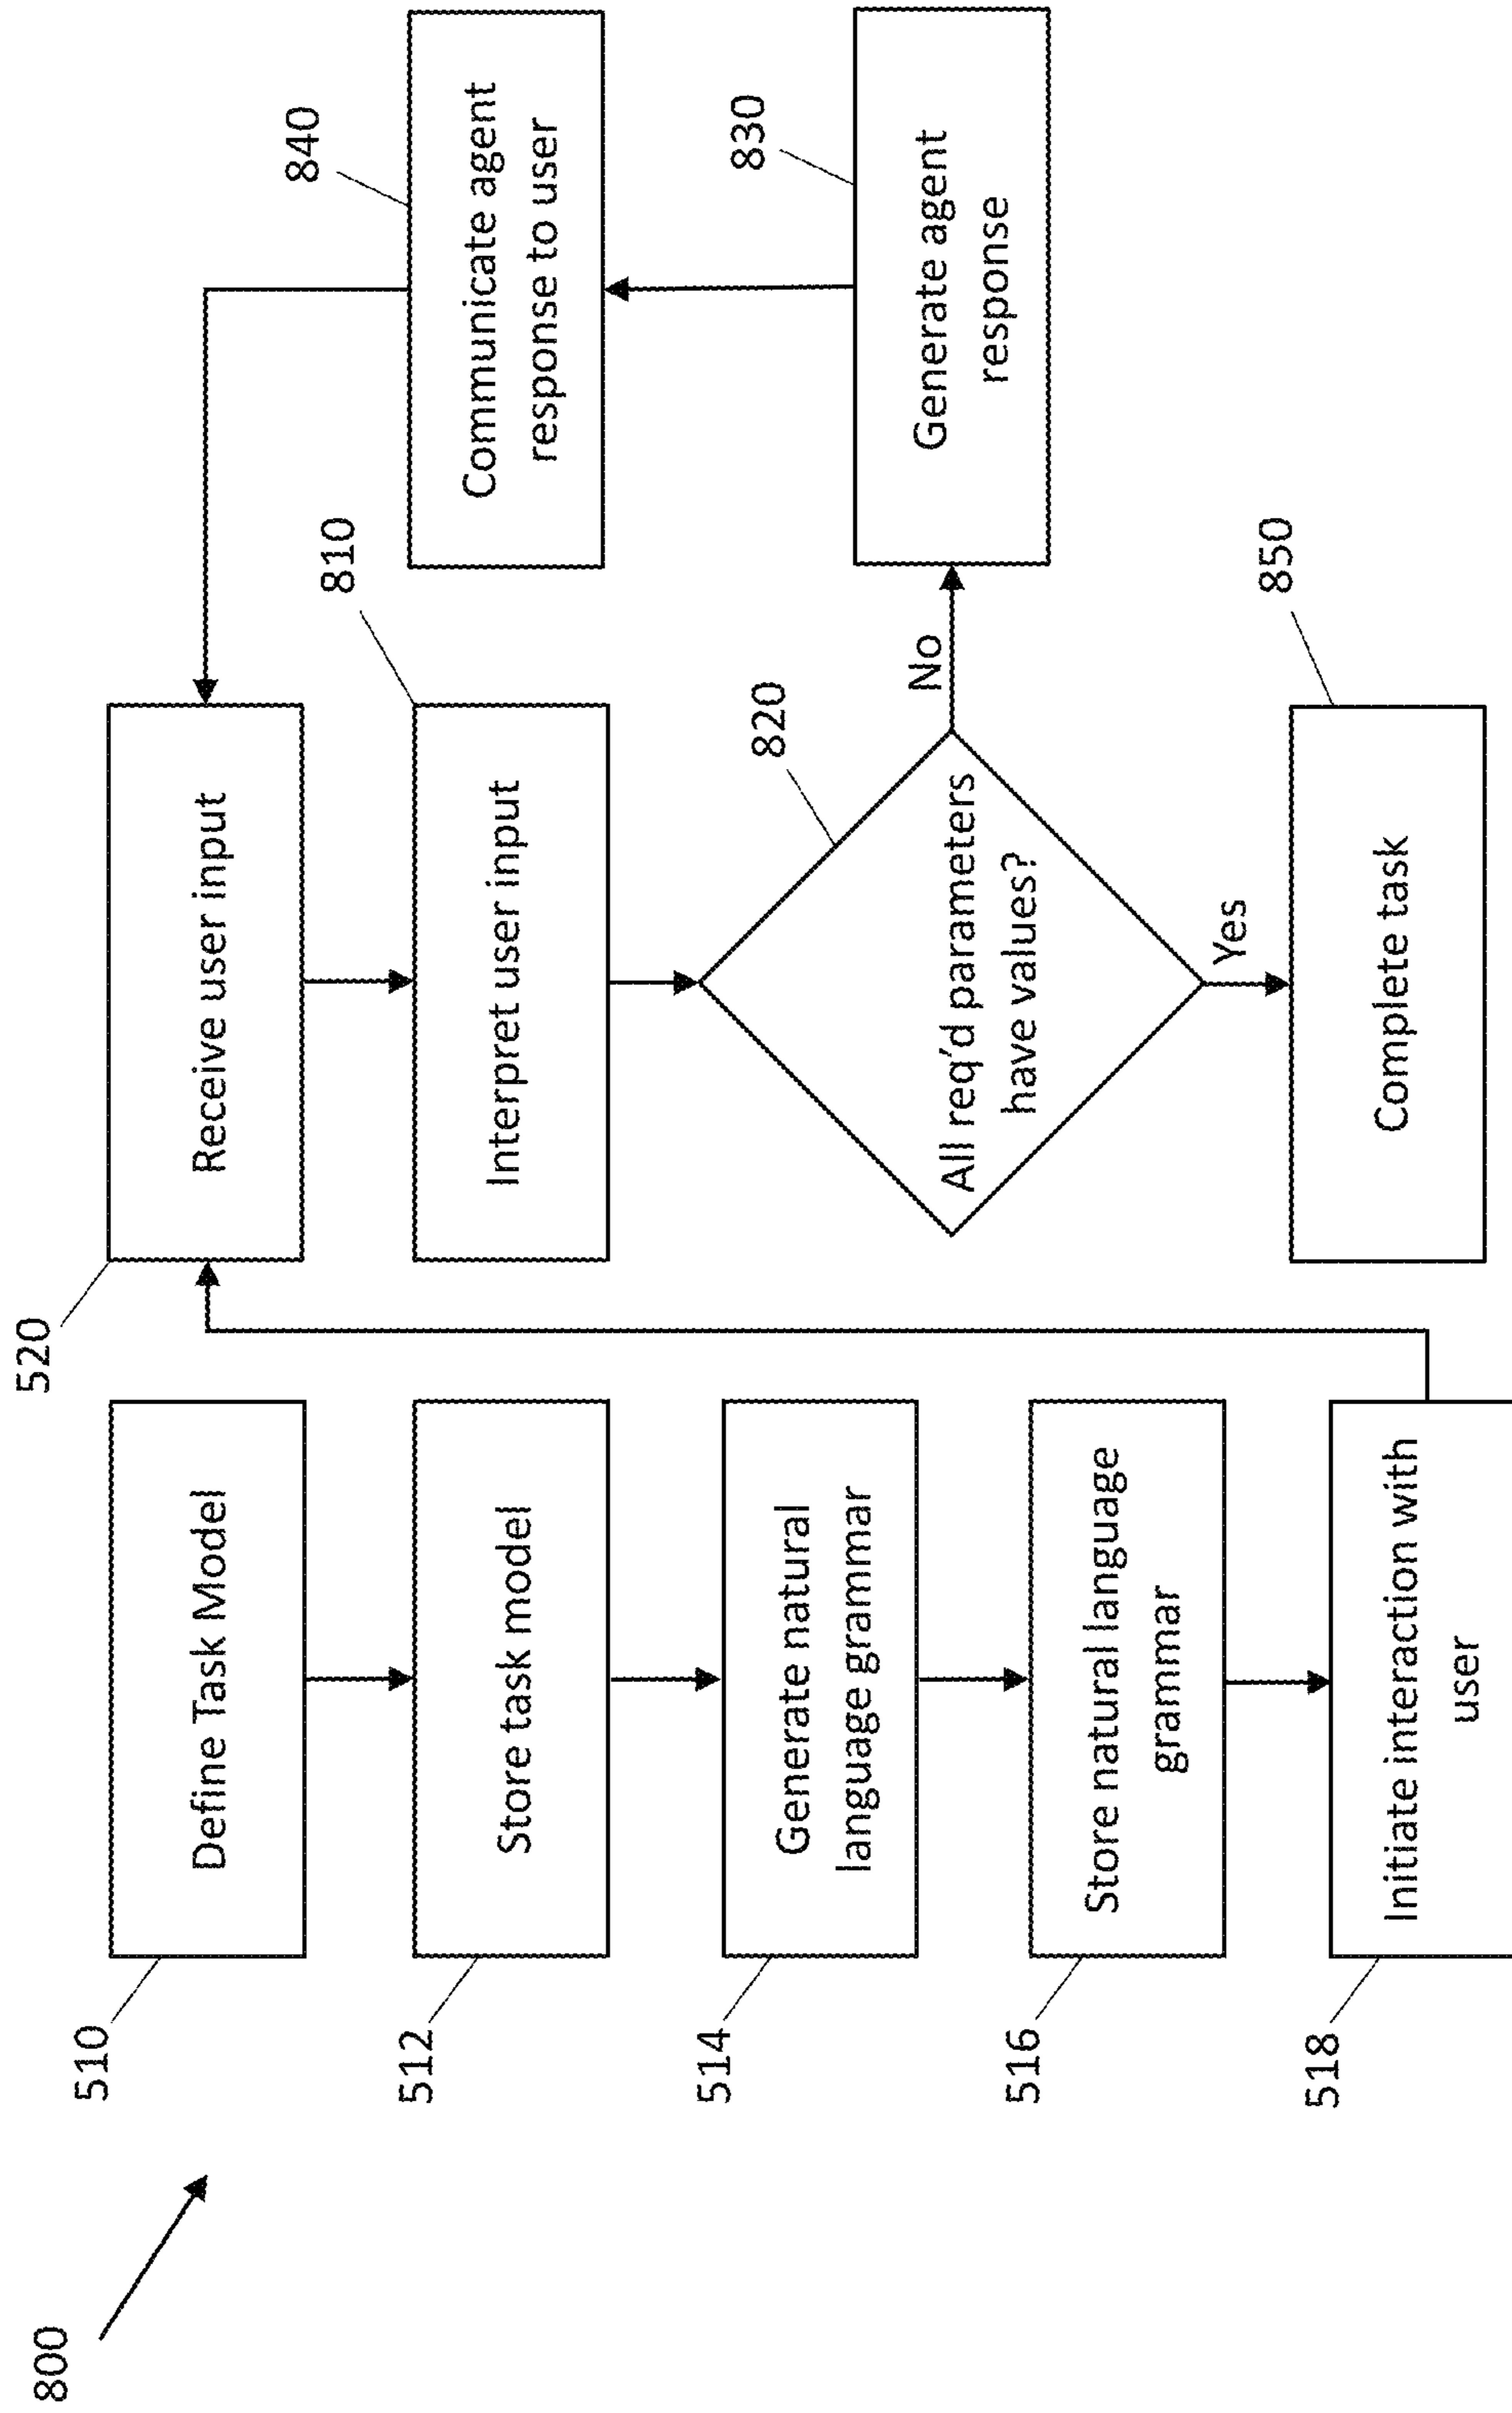 800
510
Define Task Model
512
Store task model
514
Generate natural
language grammar
516
Store natural language
grammar
518
Initiate interaction with
user
520
Receive user input
810
Interpret user input
820
All req'd parameters
have values?
No
Yes
830
Generate agent
response
840
Communicate agent
response to user
850
Complete task